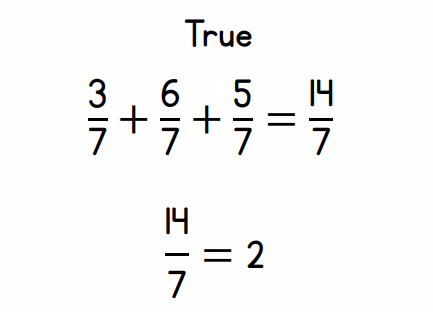 True
3/7 + 6/7 + 5/7 = 14/7
14/7 = 2